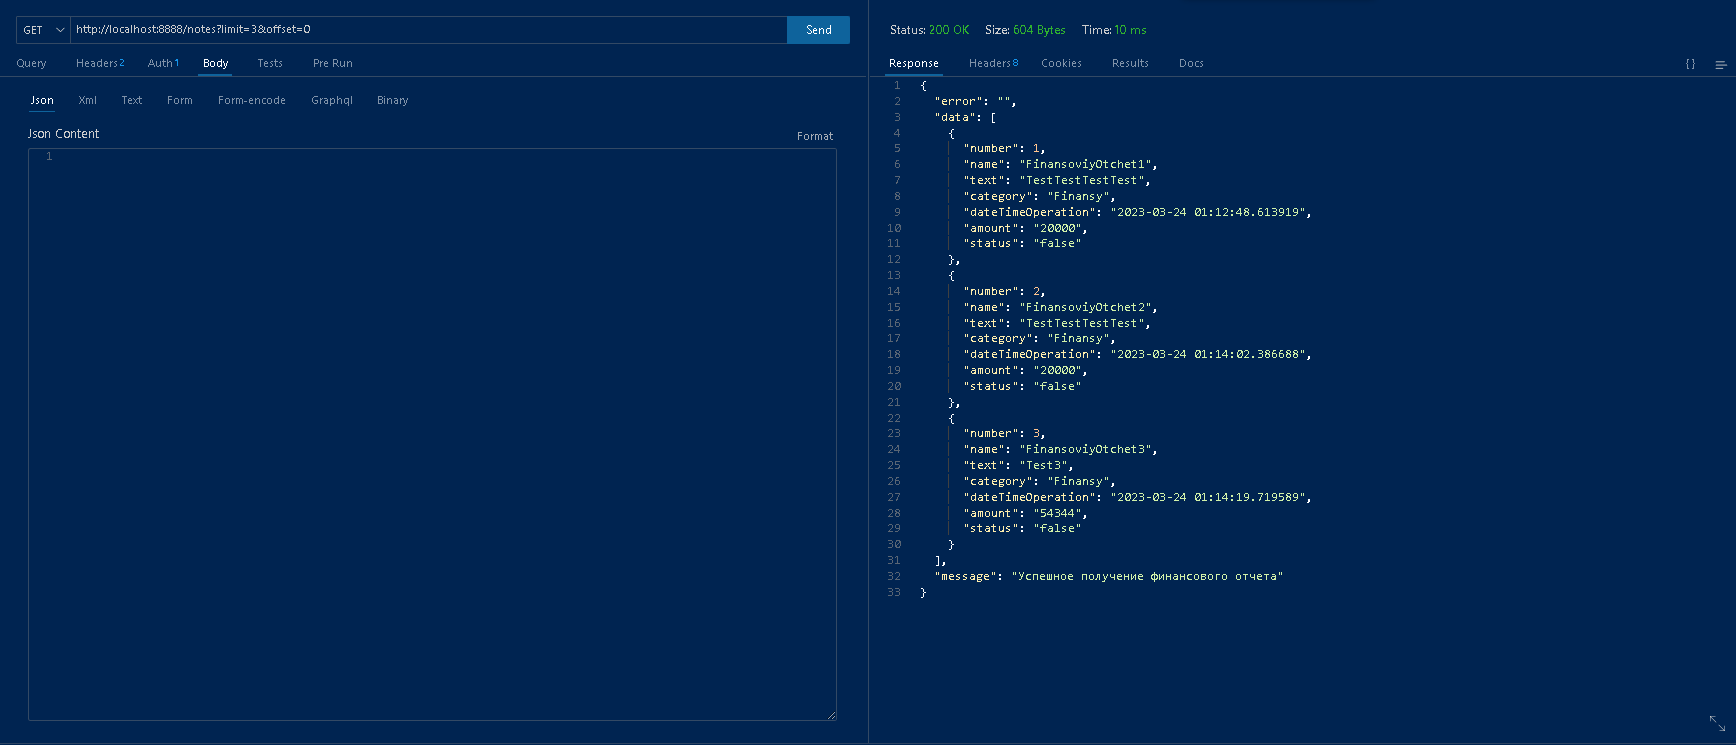 GET http://localhost:8888/notes?limit=3&offset=0 Send
Query Headers2 Auth1 Body Tests Pre Run
Json Xml Text Form Form-encode Graphql Binary
Json Content Format
1
Status: 200 OK Size: 604 Bytes Time: 10 ms
Response Headers8 Cookies Results Docs {}
1 {
2 "error": "",
3 "data": [
4 {
5 "number": 1,
6 "name": "FinansoviyOtchet1",
7 "text": "TestTestTestTest",
8 "category": "Finansy",
9 "dateTimeOperation": "2023-03-24 01:12:48.613919",
10 "amount": "20000",
11 "status": "false"
12 },
13 {
14 "number": 2,
15 "name": "FinansoviyOtchet2",
16 "text": "TestTestTestTest",
17 "category": "Finansy",
18 "dateTimeOperation": "2023-03-24 01:14:02.386688",
19 "amount": "20000",
20 "status": "false"
21 },
22 {
23 "number": 3,
24 "name": "FinansoviyOtchet3",
25 "text": "Test3",
26 "category": "Finansy",
27 "dateTimeOperation": "2023-03-24 01:14:19.719589",
28 "amount": "54344",
29 "status": "false"
30 }
31 ],
32 "message": "Успешное получение финансового отчета"
33 }